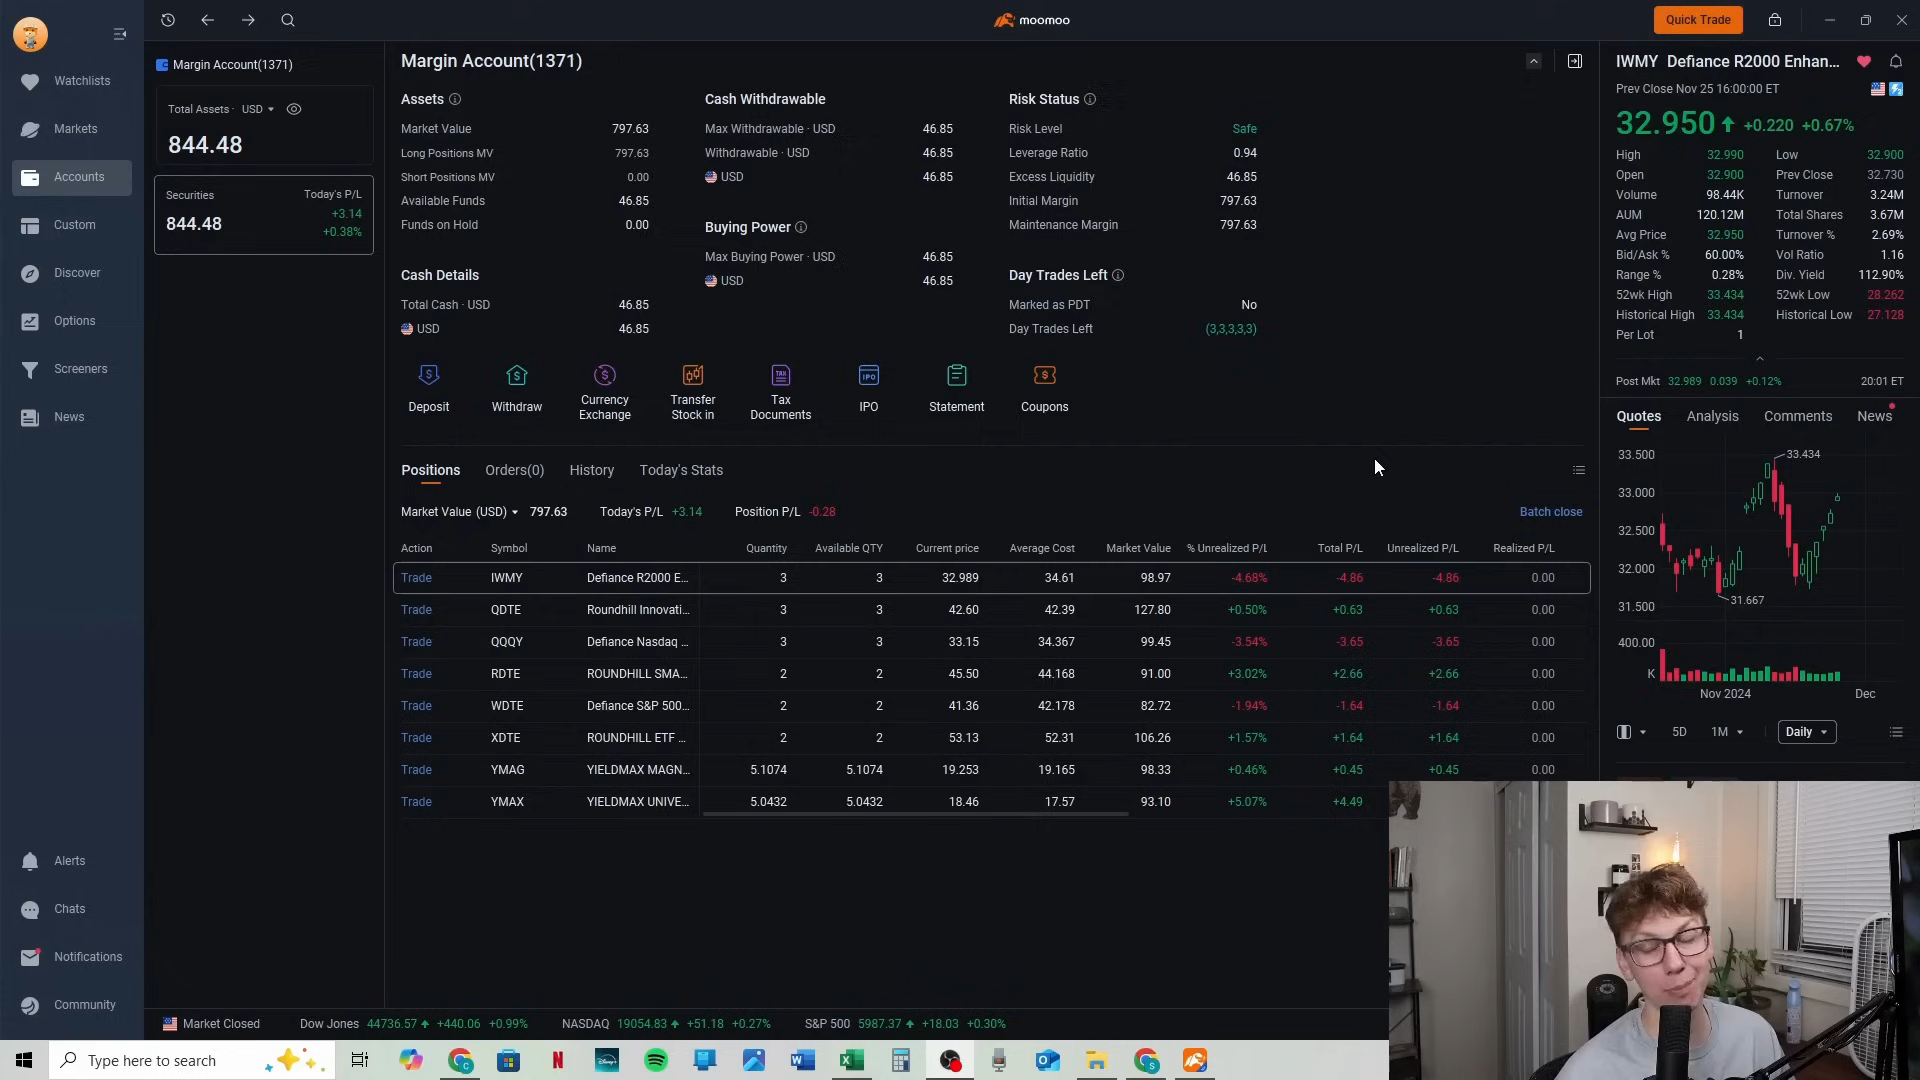 moomoo
Quick Trade
Watchlists
Markets
Accounts
Custom
Discover
Options
Screeners
News
Alerts
Chats
Notifications
Community
Margin Account(1371)
Total Assets · USD
844.48
Securities Today's P/L
844.48 +3.14
+0.38%
Margin Account(1371)
Assets
Market Value 797.63
Long Positions MV 797.63
Short Positions MV 0.00
Available Funds 46.85
Funds on Hold 0.00
Cash Details
Total Cash · USD 46.85
USD 46.85
Cash Withdrawable
Max Withdrawable · USD 46.85
Withdrawable · USD 46.85
USD 46.85
Buying Power
Max Buying Power · USD 46.85
USD 46.85
Risk Status
Risk Level Safe
Leverage Ratio 0.94
Excess Liquidity 46.85
Initial Margin 797.63
Maintenance Margin 797.63
Day Trades Left
Marked as PDT No
Day Trades Left (3,3,3,3,3)
Deposit
Withdraw
Currency
Exchange
Transfer
Stock in
TAX
Tax
Documents
IPO
IPO
Statement
Coupons
Positions Orders(0) History Today's Stats
Market Value (USD) 797.63 Today's P/L +3.14 Position P/L -0.28 Batch close
Action Symbol Name Quantity Available QTY Current price Average Cost Market Value % Unrealized P/L Total P/L Unrealized P/L Realized P/L
Trade IWMY Defiance R2000 E... 3 3 32.989 34.61 98.97 -4.68% -4.86 -4.86 0.00
Trade QDTE Roundhill Innovati... 3 3 42.60 42.39 127.80 +0.50% +0.63 +0.63 0.00
Trade QQQY Defiance Nasdaq ... 3 3 33.15 34.367 99.45 -3.54% -3.65 -3.65 0.00
Trade RDTE ROUNDHILL SMA... 2 2 45.50 44.168 91.00 +3.02% +2.66 +2.66 0.00
Trade WDTE Defiance S&P 500... 2 2 41.36 42.178 82.72 -1.94% -1.64 -1.64 0.00
Trade XDTE ROUNDHILL ETF ... 2 2 53.13 52.31 106.26 +1.57% +1.64 +1.64 0.00
Trade YMAG YIELDMAX MAGN... 5.1074 5.1074 19.253 19.165 98.33 +0.46% +0.45 +0.45 0.00
Trade YMAX YIELDMAX UNIVE... 5.0432 5.0432 18.46 17.57 93.10 +5.07% +4.49
IWMY Defiance R2000 Enhan...
Prev Close Nov 25 16:00:00 ET
32.950 +0.220 +0.67%
High 32.990 Low 32.900
Open 32.900 Prev Close 32.730
Volume 98.44K Turnover 3.24M
AUM 120.12M Total Shares 3.67M
Avg Price 32.950 Turnover % 2.69%
Bid/Ask % 60.00% Vol Ratio 1.16
Range % 0.28% Div. Yield 112.90%
52wk High 33.434 52wk Low 28.262
Historical High 33.434 Historical Low 27.128
Per Lot 1
Post Mkt 32.989 0.039 +0.12% 20:01 ET
Quotes Analysis Comments News
33.500
33.434
33.000
32.500
32.000
31.667
31.500
400.00
K
Nov 2024 Dec
5D 1M Daily
Market Closed Dow Jones 44736.57 +440.06 +0.99% NASDAQ 19054.83 +51.18 +0.27% S&P 500 5987.37 +18.03 +0.30%
Type here to search